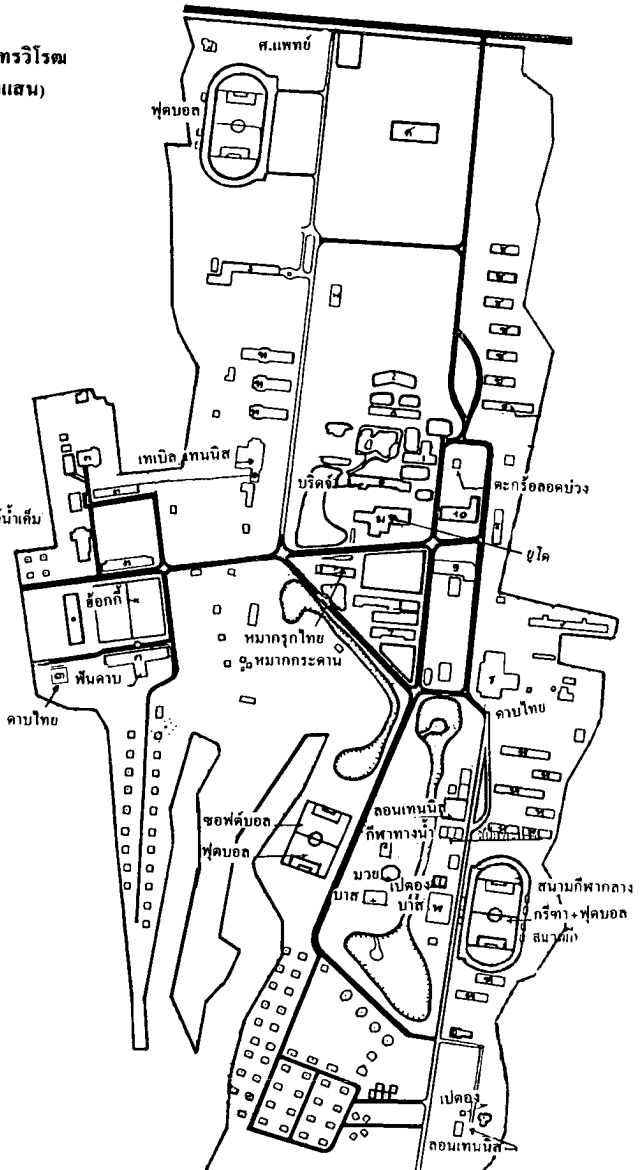 ทรวิโรฒ
แสน)
ศ.แพทย์
ฟุตบอล
เทเบิล เทนนิส
บริดจ์
ตะกร้อลอดบ่วง
น้ำเค็ม
ยูโด
10
ฮ้อกกี้
หมากรุกไทย
หมากกระดาน
ฟันดาบ
ดาบไทย
ดาบไทย
ซอฟต์บอล
ฟุตบอล
ลอนเทนนิส
กีฬาทางน้ำ
มวย
เปตอง
บาส
บาส
สนามกีฬากลาง
กรีฑา+ฟุตบอล
เปตอง
ลอนเทนนิส